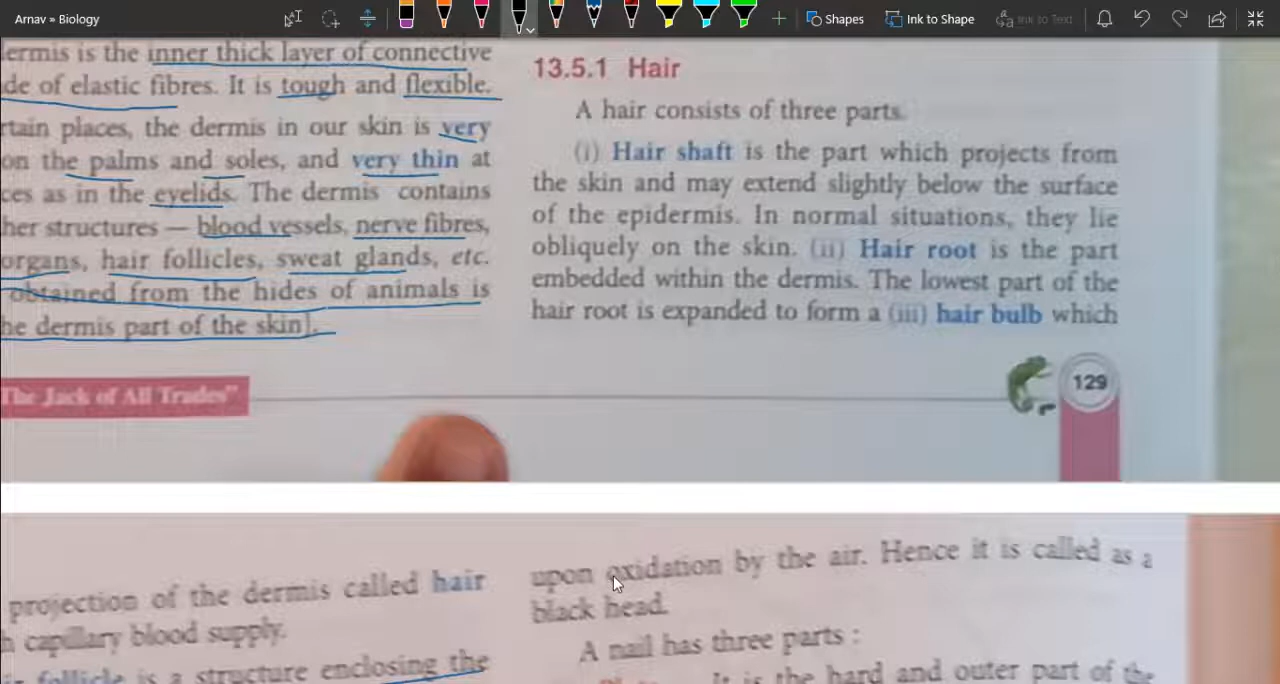 Arnav » Biology
Shapes
Ink to Shape
Ink to Text
ermis is the inner thick layer of connective
de of elastic fibres. It is tough and flexible.
rtain places, the dermis in our skin is very
on the palms and soles, and very thin at
ces as in the eyelids. The dermis contains
her structures — blood vessels, nerve fibres,
organs, hair follicles, sweat glands, etc.
obtained from the hides of animals is
he dermis part of the skin].
The Jack of All Trades"
13.5.1 Hair
A hair consists of three parts.
(i) Hair shaft is the part which projects from
the skin and may extend slightly below the surface
of the epidermis. In normal situations, they lie
obliquely on the skin. (ii) Hair root is the part
embedded within the dermis. The lowest part of the
hair root is expanded to form a (iii) hair bulb which
129
projection of the dermis called hair
h capillary blood supply.
follicle is a structure enclosing the
upon oxidation by the air. Hence it is called as a
black head.
A nail has three parts :
It is the hard and outer part of the